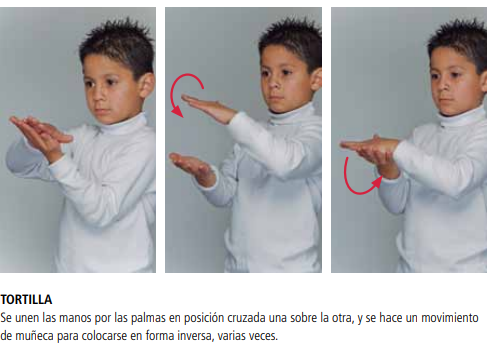 TORTILLA
Se unen las manos por las palmas en posición cruzada una sobre la otra, y se hace un movimiento
de muñeca para colocarse en forma inversa, varias veces.